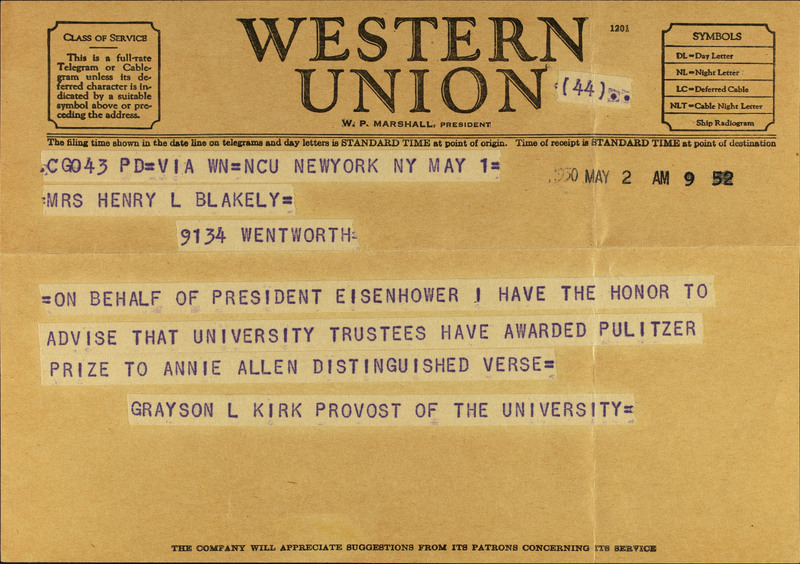 CLASS OF SERVICE
This is a full-rate
Telegram or Cable-
gram unless its de-
ferred character is in-
dicated by a suitable
symbol above or pre-
ceding the address.
WESTERN
UNION
1201
(44)
W. P. MARSHALL, PRESIDENT
SYMBOLS
DL=Day Letter
NL=Night Letter
LC=Deferred Cable
NLT=Cable Night Letter
Ship Radiogram
The filing time shown in the date line on telegrams and day letters is STANDARD TIME at point of origin. Time of receipt is STANDARD TIME at point of destination
.CG043 PD=VIA WN=NCU NEWYORK NY MAY 1=
1950 MAY 2 AM 9 52
=MRS HENRY L BLAKELY=
9134 WENTWORTH=
=ON BEHALF OF PRESIDENT EISENHOWER I HAVE THE HONOR TO
ADVISE THAT UNIVERSITY TRUSTEES HAVE AWARDED PULITZER
PRIZE TO ANNIE ALLEN DISTINGUISHED VERSE=
GRAYSON L KIRK PROVOST OF THE UNIVERSITY=
THE COMPANY WILL APPRECIATE SUGGESTIONS FROM ITS PATRONS CONCERNING ITS SERVICE